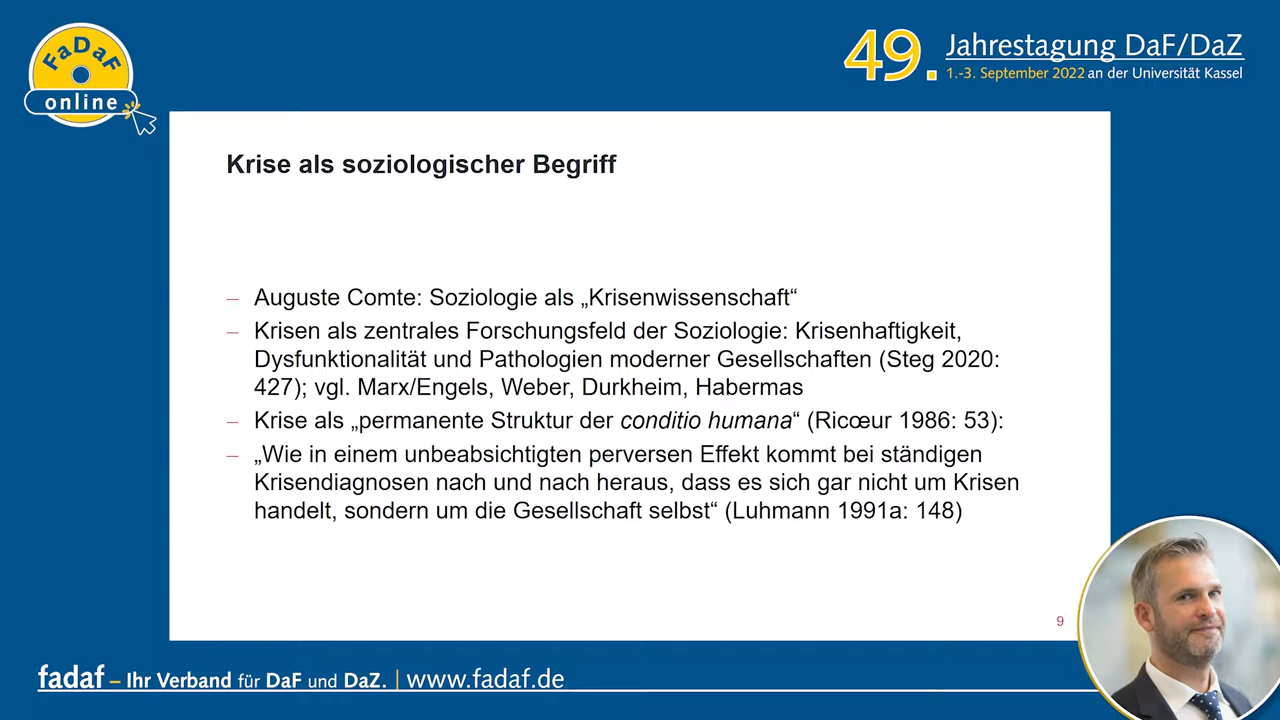 FaDaF
online
49. Jahrestagung DaF/DaZ
1.-3. September 2022 an der Universität Kassel
Krise als soziologischer Begriff
– Auguste Comte: Soziologie als „Krisenwissenschaft“
– Krisen als zentrales Forschungsfeld der Soziologie: Krisenhaftigkeit,
Dysfunktionalität und Pathologien moderner Gesellschaften (Steg 2020:
427); vgl. Marx/Engels, Weber, Durkheim, Habermas
– Krise als „permanente Struktur der conditio humana“ (Ricœur 1986: 53):
– „Wie in einem unbeabsichtigten perversen Effekt kommt bei ständigen
Krisendiagnosen nach und nach heraus, dass es sich gar nicht um Krisen
handelt, sondern um die Gesellschaft selbst“ (Luhmann 1991a: 148)
9
fadaf – Ihr Verband für DaF und DaZ. | www.fadaf.de